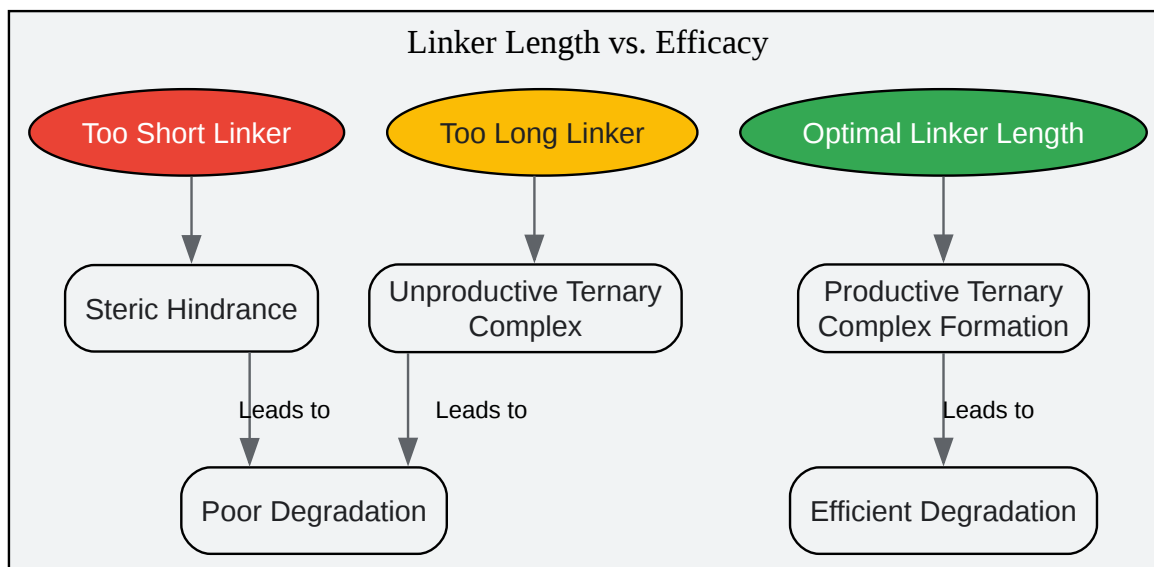 Linker Length vs. Efficacy
Too Short Linker
Too Long Linker
Optimal Linker Length
Steric Hindrance
Unproductive Ternary
Complex
Productive Ternary
Complex Formation
Leads to
Leads to
Leads to
Poor Degradation
Efficient Degradation